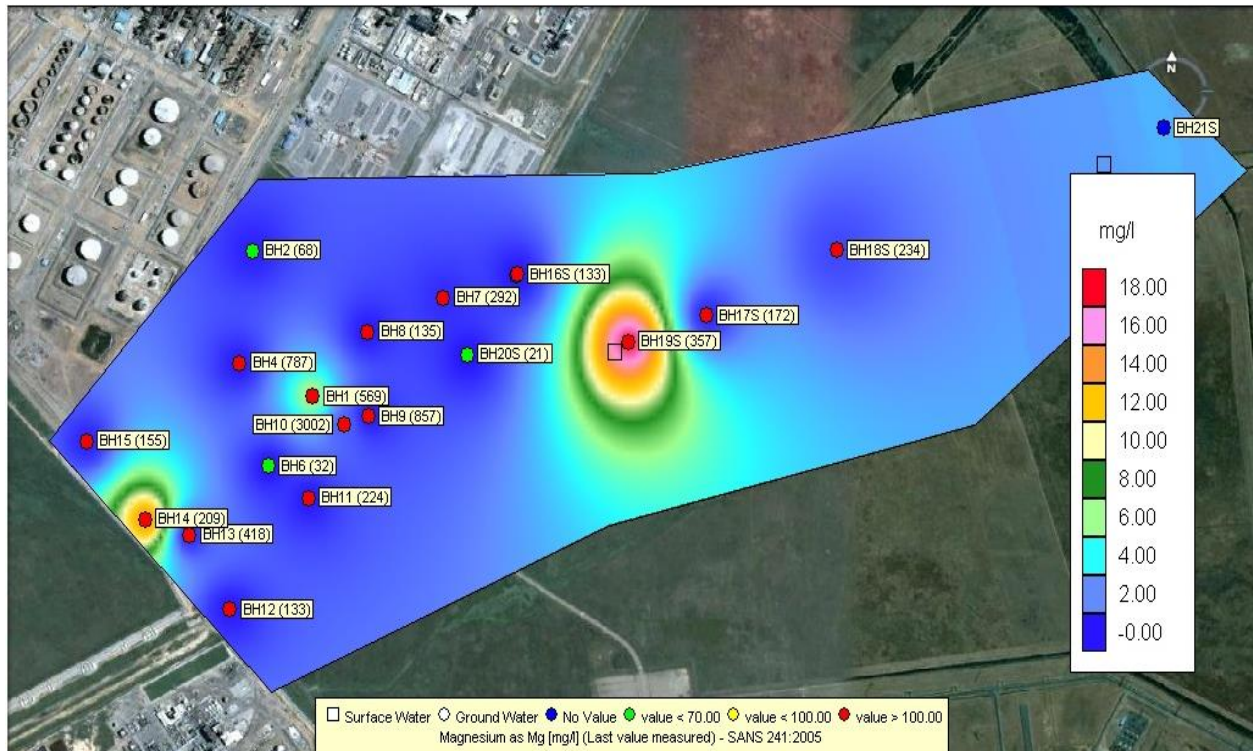 N
BH21S
mg/l
BH2 (68)
BH18S (234)
BH16S (133)
BH7 (292)
BH17S (172)
BH8 (135)
BH19S (357)
BH20S (21)
BH4 (787)
BH1 (569)
BH9 (857)
BH10 (3002)
BH15 (155)
BH6 (32)
BH11 (224)
BH14 (209)
BH13 (418)
BH12 (133)
18.00
16.00
14.00
12.00
10.00
8.00
6.00
4.00
2.00
-0.00
Surface Water Ground Water No Value value < 70.00 value < 100.00 value > 100.00
Magnesium as Mg [mg/l] (Last value measured) - SANS 241:2005